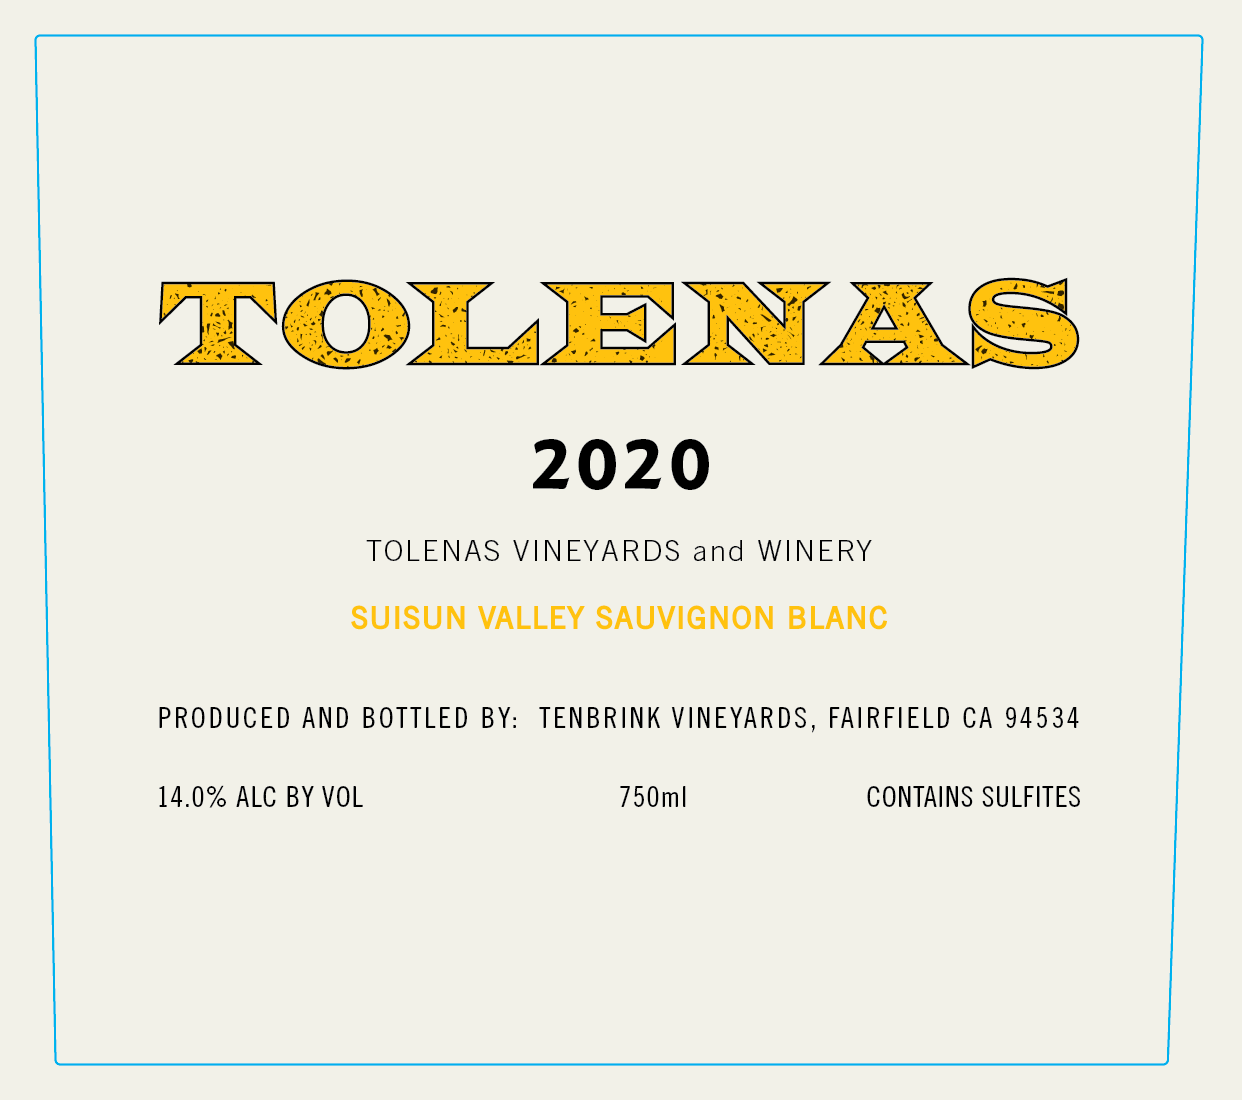 TOLENAS
2020
TOLENAS VINEYARDS and WINERY
SUISUN VALLEY SAUVIGNON BLANC
PRODUCED AND BOTTLED BY: TENBRINK VINEYARDS, FAIRFIELD CA 94534
14.0% ALC BY VOL 750ml CONTAINS SULFITES